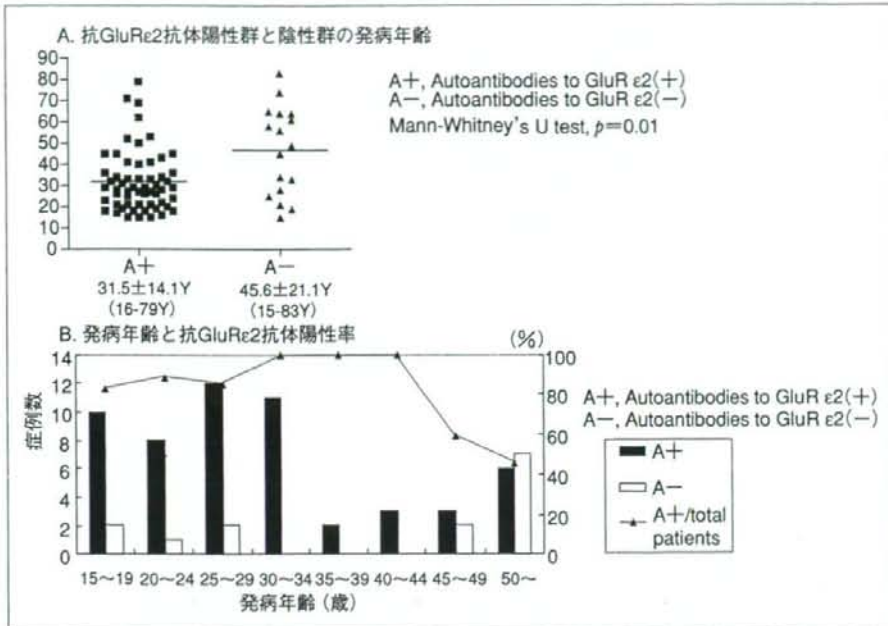 A. 抗GluRε2抗体陽性群と陰性群の発病年齢
90
80
70
60
50
40
30
20
10
0
A+
A−
31.5±14.1Y
45.6±21.1Y
(16-79Y)
(15-83Y)
A+, Autoantibodies to GluR ε2(+)
A−, Autoantibodies to GluR ε2(−)
Mann-Whitney's U test, p=0.01
B. 発病年齢と抗GluRε2抗体陽性率
(%)
症例数
14
12
10
8
6
4
2
0
100
80
60
40
20
0
15〜19 20〜24 25〜29 30〜34 35〜39 40〜44 45〜49 50〜
発病年齢(歳)
A+, Autoantibodies to GluR ε2(+)
A−, Autoantibodies to GluR ε2(−)
A+
A−
A+/total
patients